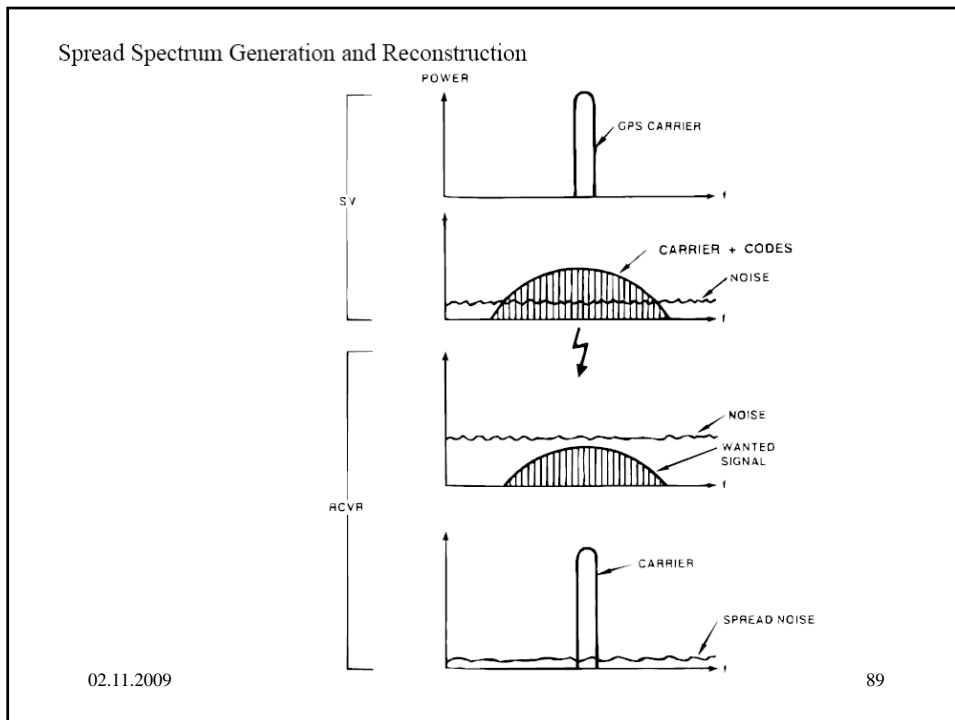 Spread Spectrum Generation and Reconstruction
POWER
GPS CARRIER
f
SV
CARRIER + CODES
NOISE
f
NOISE
WANTED
SIGNAL
f
RCVR
CARRIER
SPREAD NOISE
f
02.11.2009
89